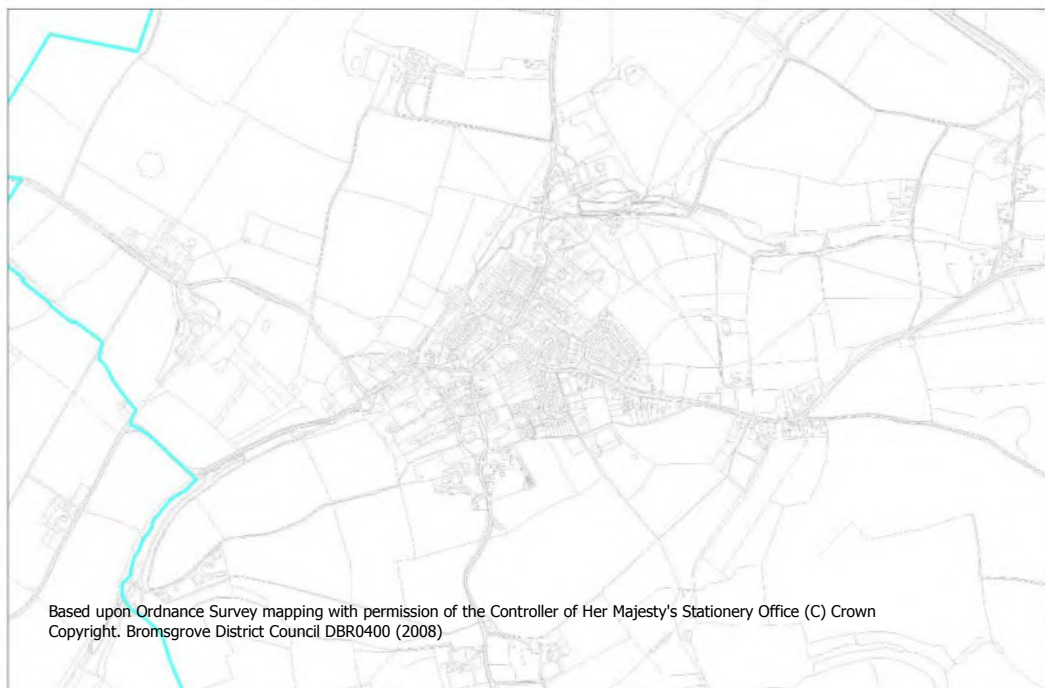 Based upon Ordnance Survey mapping with permission of the Controller of Her Majesty's Stationery Office (C) Crown
Copyright. Bromsgrove District Council DBR0400 (2008)